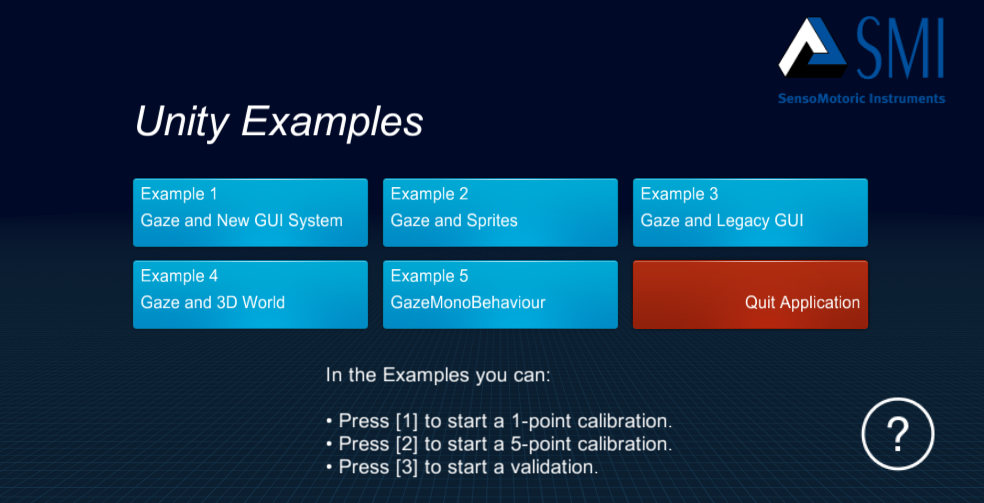 SMI
SensoMotoric Instruments
Unity Examples
Example 1
Gaze and New GUI System
Example 2
Gaze and Sprites
Example 3
Gaze and Legacy GUI
Example 4
Gaze and 3D World
Example 5
GazeMonoBehaviour
Quit Application
In the Examples you can:
• Press [1] to start a 1-point calibration.
• Press [2] to start a 5-point calibration.
• Press [3] to start a validation.
?